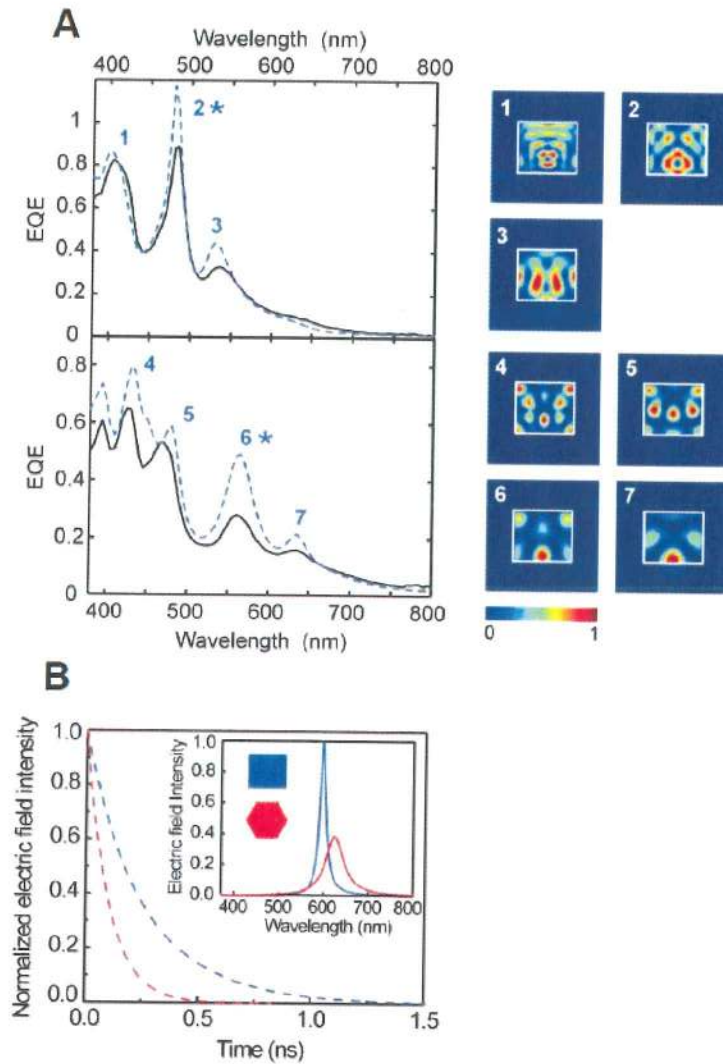 A
Wavelength (nm)
400 500 600 700 800
1
0.8
0.6
0.4
0.2
0
EQE
1
2 *
3
0.8
0.6
0.4
0.2
0
EQE
4
5
6 *
7
400 500 600 700 800
Wavelength (nm)
1
2
3
4
5
6
7
0 1
B
Normalized electric field intensity
1.0
0.8
0.6
0.4
0.2
0.0
0.0 0.5 1.0 1.5
Time (ns)
Electric field Intensity
1.0
0.8
0.6
0.4
0.2
0.0
400 500 600 700 800
Wavelength (nm)